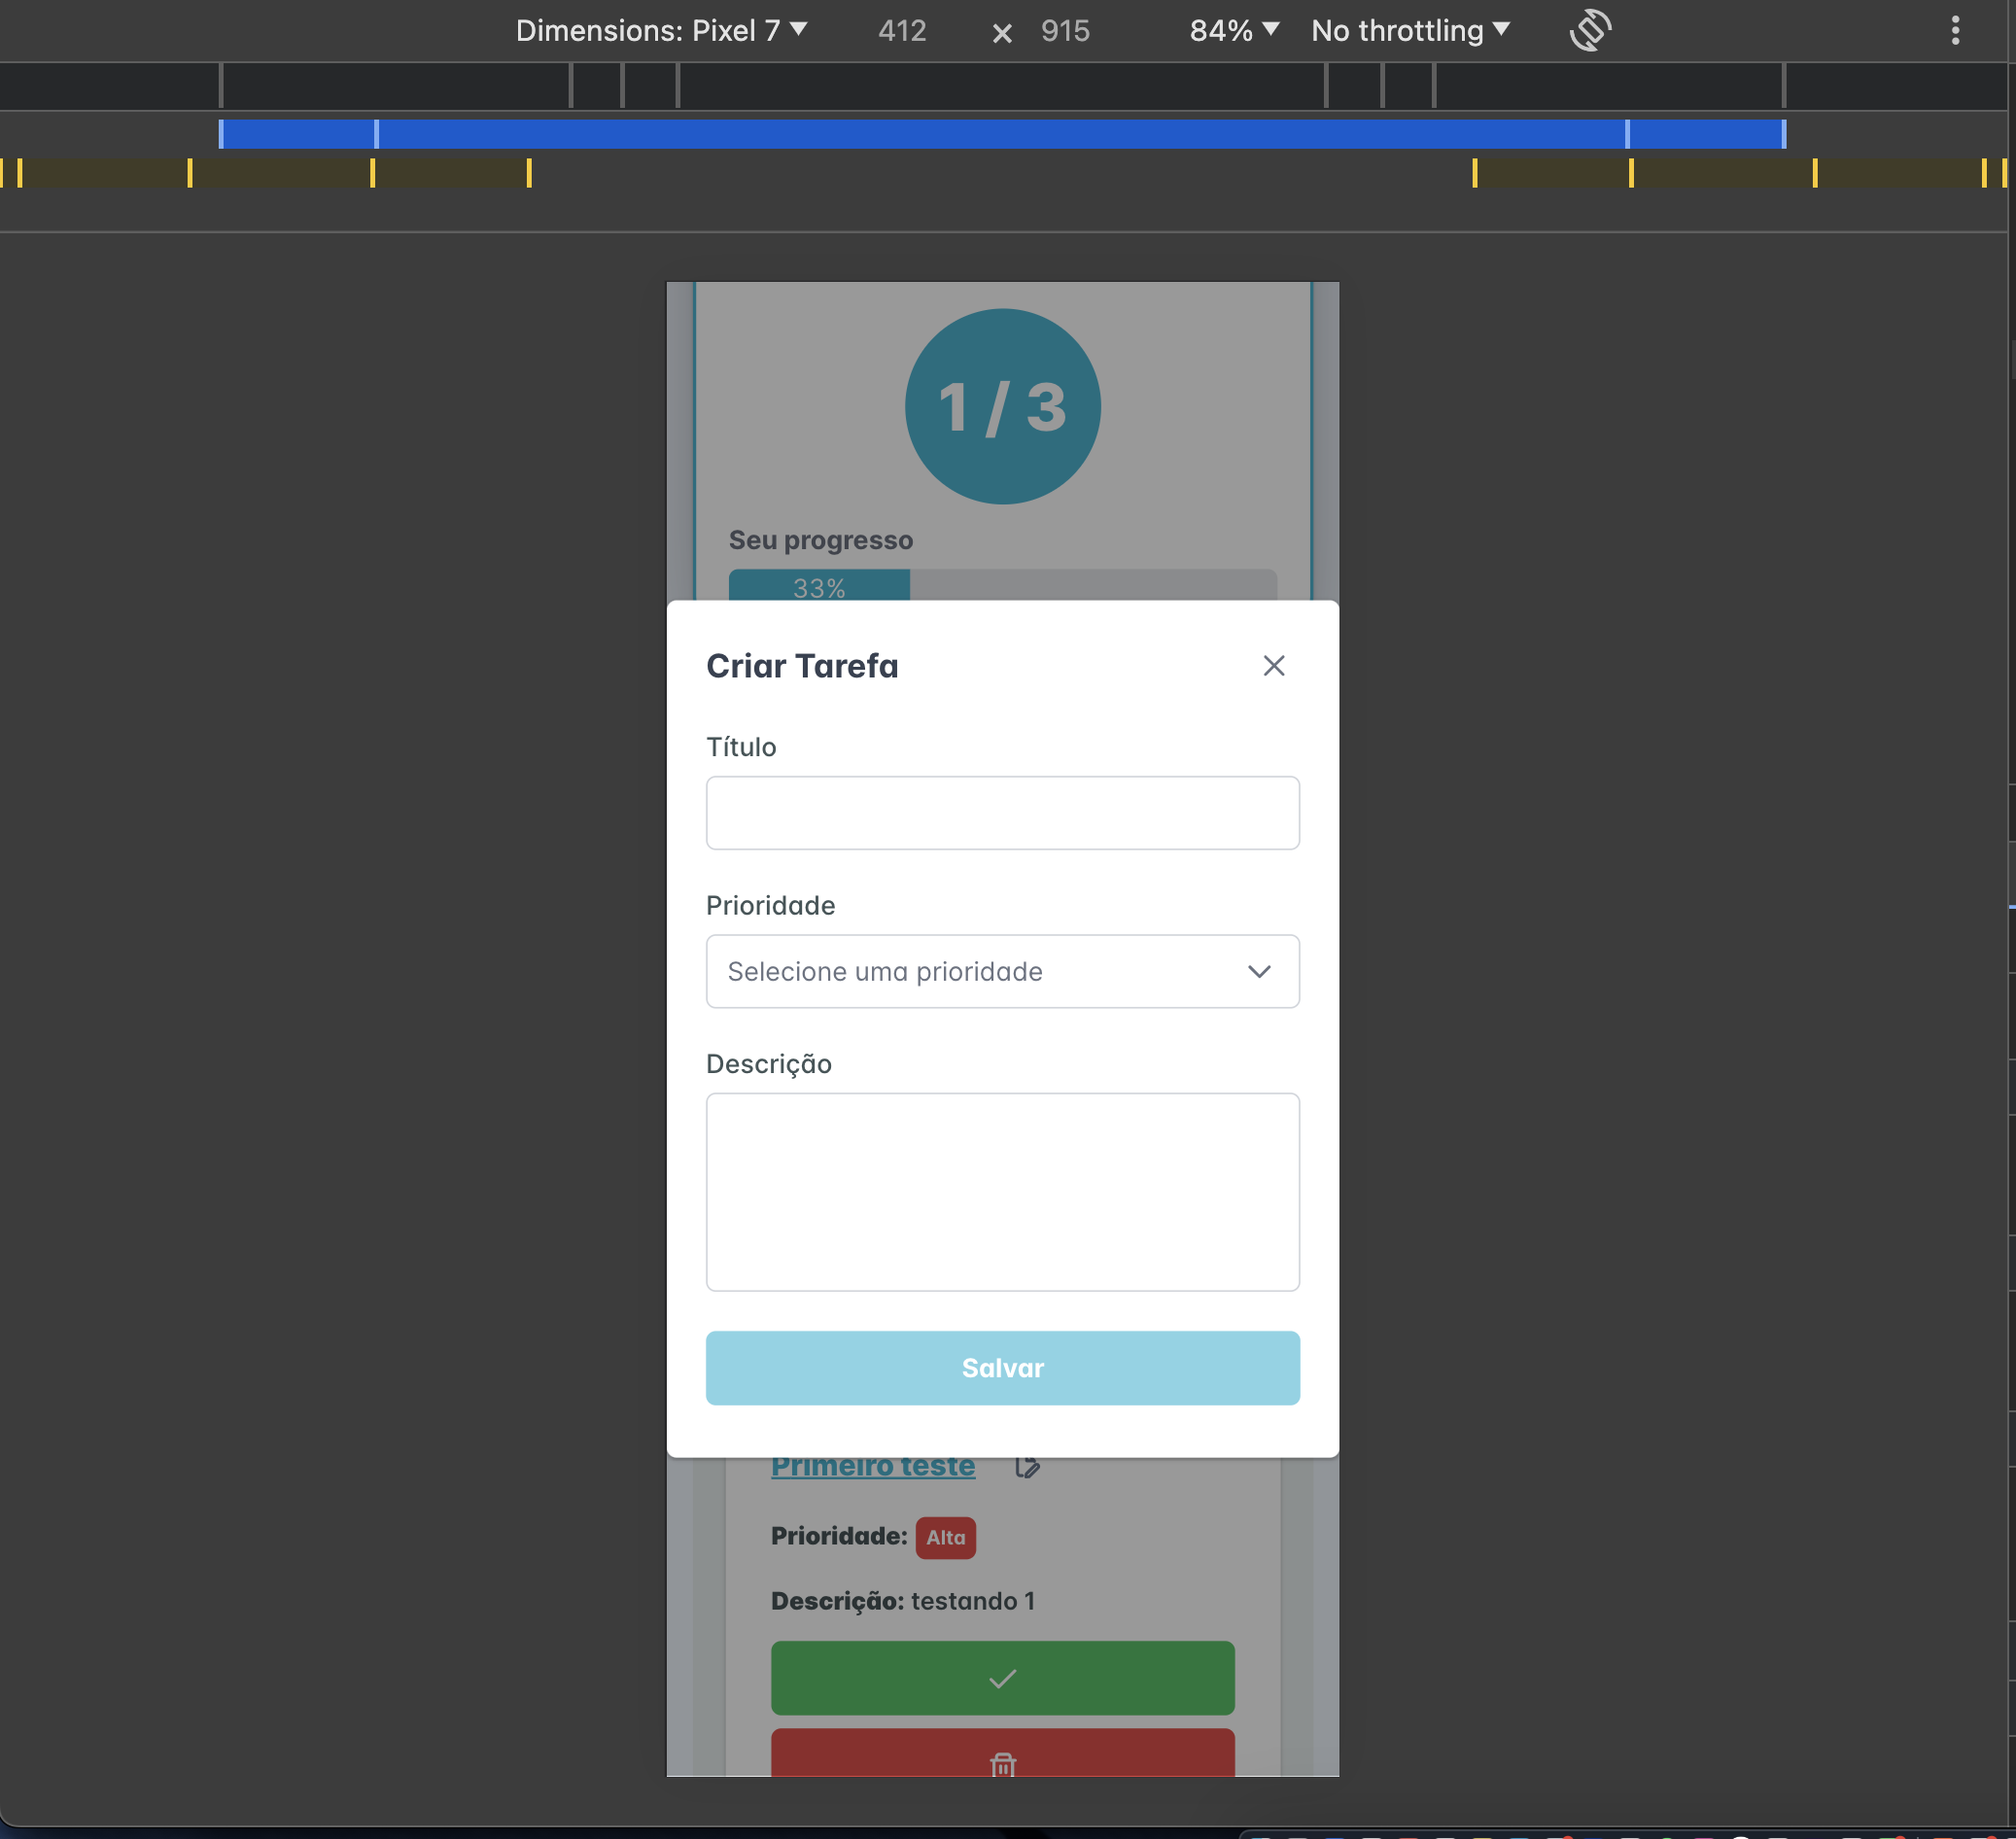 Dimensions: Pixel 7 412 × 915 84% No throttling
1 / 3
Seu progresso
33%
Criar Tarefa
Título
Prioridade
Selecione uma prioridade
Descrição
Salvar
Primeiro teste
Prioridade: Alta
Descrição: testando 1